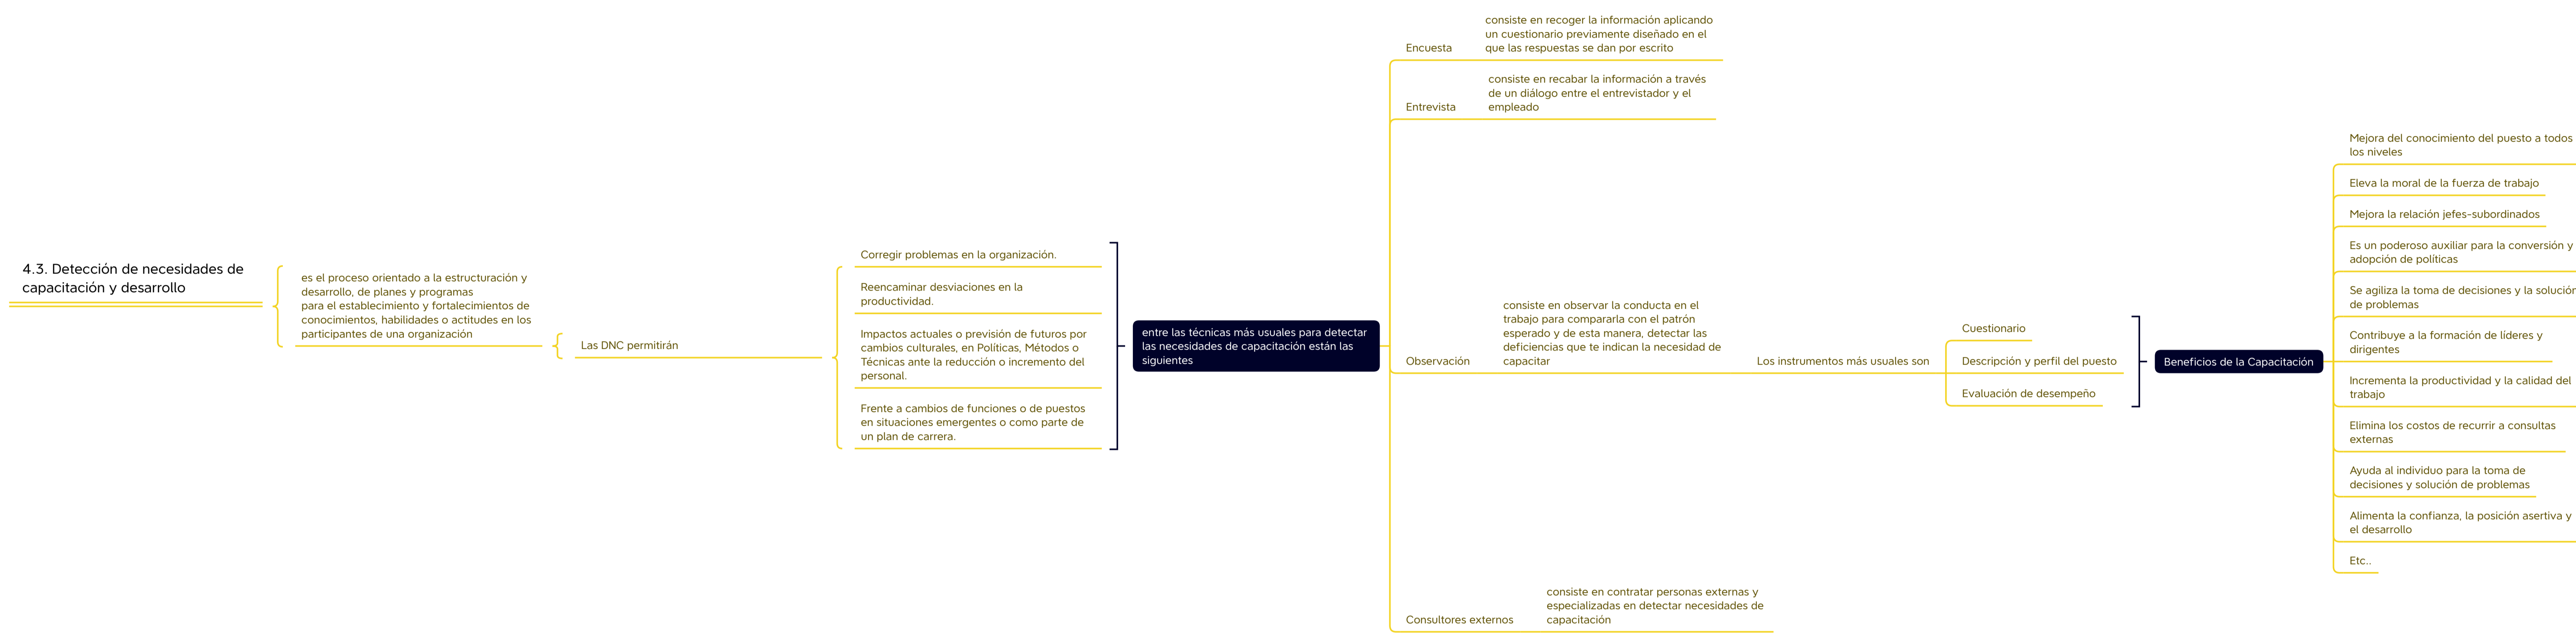 4.3. Detección de necesidades de
capacitación y desarrollo
es el proceso orientado a la estructuración y
desarrollo, de planes y programas
para el establecimiento y fortalecimientos de
conocimientos, habilidades o actitudes en los
participantes de una organización
Las DNC permitirán
Corregir problemas en la organización.
Reencaminar desviaciones en la
productividad.
Impactos actuales o previsión de futuros por
cambios culturales, en Políticas, Métodos o
Técnicas ante la reducción o incremento del
personal.
Frente a cambios de funciones o de puestos
en situaciones emergentes o como parte de
un plan de carrera.
entre las técnicas más usuales para detectar
las necesidades de capacitación están las
siguientes
Encuesta
consiste en recoger la información aplicando
un cuestionario previamente diseñado en el
que las respuestas se dan por escrito
Entrevista
consiste en recabar la información a través
de un diálogo entre el entrevistador y el
empleado
Observación
consiste en observar la conducta en el
trabajo para compararla con el patrón
esperado y de esta manera, detectar las
deficiencias que te indican la necesidad de
capacitar
Los instrumentos más usuales son
Cuestionario
Descripción y perfil del puesto
Evaluación de desempeño
Beneficios de la Capacitación
Mejora del conocimiento del puesto a todos
los niveles
Eleva la moral de la fuerza de trabajo
Mejora la relación jefes-subordinados
Es un poderoso auxiliar para la conversión y
adopción de políticas
Se agiliza la toma de decisiones y la solución
de problemas
Contribuye a la formación de líderes y
dirigentes
Incrementa la productividad y la calidad del
trabajo
Elimina los costos de recurrir a consultas
externas
Ayuda al individuo para la toma de
decisiones y solución de problemas
Alimenta la confianza, la posición asertiva y
el desarrollo
Etc..
Consultores externos
consiste en contratar personas externas y
especializadas en detectar necesidades de
capacitación